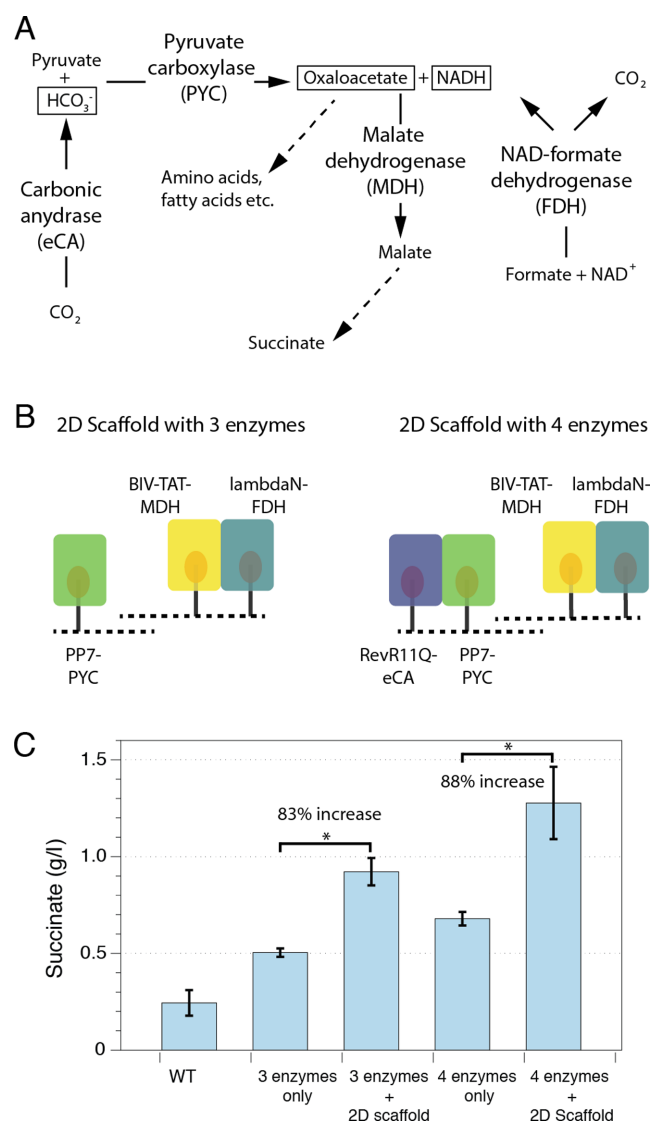 A
Pyruvate
+
HCO3-
Pyruvate
carboxylase
(PYC)
Oxaloacetate + NADH
CO2
Carbonic
anydrase
(eCA)
CO2
Amino acids,
fatty acids etc.
Malate
dehydrogenase
(MDH)
Malate
Succinate
NAD-formate
dehydrogenase
(FDH)
Formate + NAD+
B
2D Scaffold with 3 enzymes
BIV-TAT-
MDH
lambdaN-
FDH
PP7-
PYC
2D Scaffold with 4 enzymes
BIV-TAT-
MDH
lambdaN-
FDH
RevR11Q-
eCA
PP7-
PYC
C
Succinate (g/l)
1.5
1.0
0.5
0
83% increase
*
88% increase
*
WT
3 enzymes
only
3 enzymes
+
2D scaffold
4 enzymes
only
4 enzymes
+
2D Scaffold